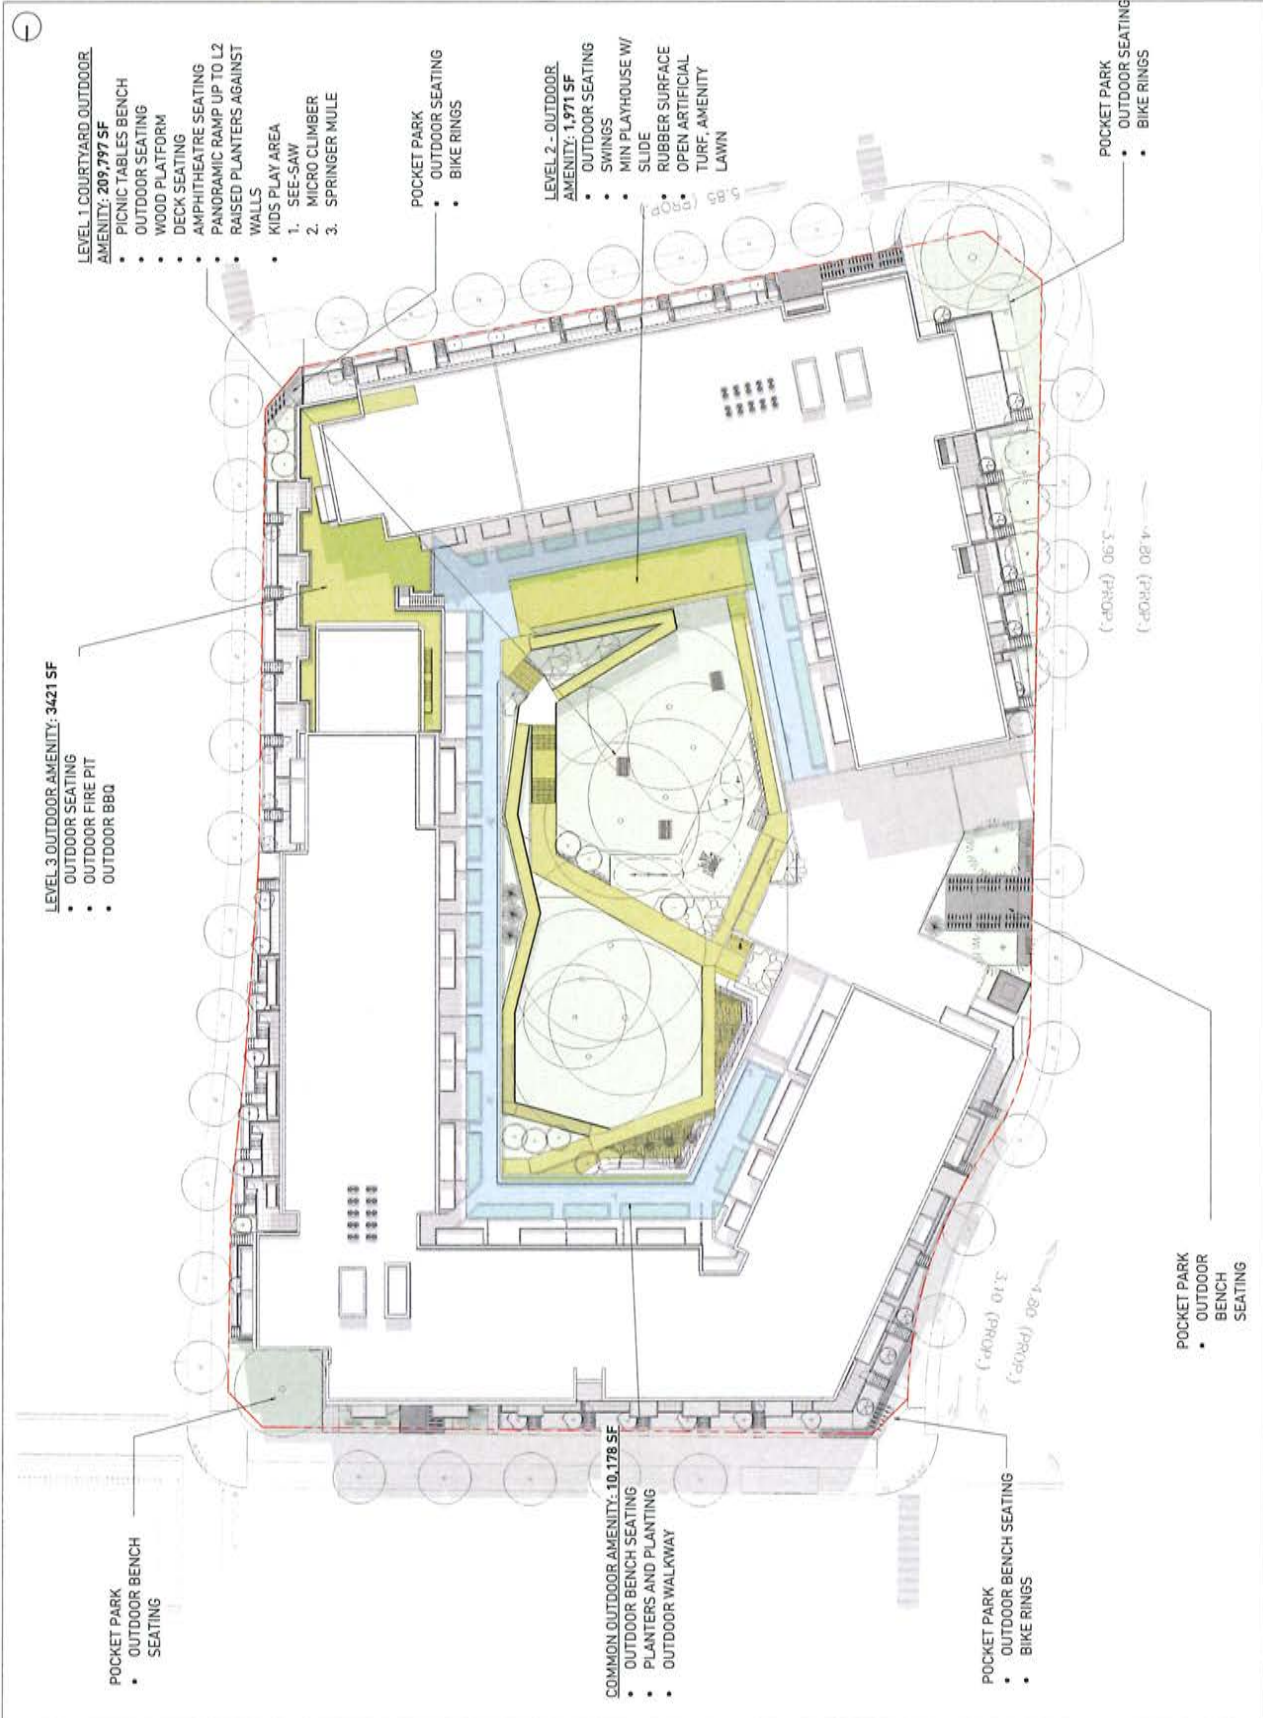 LEVEL 3 OUTDOOR AMENITY: 3421 SF
• OUTDOOR SEATING
• OUTDOOR FIRE PIT
• OUTDOOR BBQ
LEVEL 1 COURTYARD OUTDOOR
AMENITY: 209,797 SF
• PICNIC TABLES BENCH
• OUTDOOR SEATING
• WOOD PLATFORM
• DECK SEATING
• AMPHITHEATRE SEATING
• PANORAMIC RAMP UP TO L2
• RAISED PLANTERS AGAINST
WALLS
• KIDS PLAY AREA
1. SEE-SAW
2. MICRO CLIMBER
3. SPRINGER MULE
POCKET PARK
• OUTDOOR SEATING
• BIKE RINGS
LEVEL 2 - OUTDOOR
AMENITY: 1,971 SF
• OUTDOOR SEATING
• SWINGS
• MIN PLAYHOUSE W/
SLIDE
• RUBBER SURFACE
• OPEN ARTIFICIAL
TURF, AMENITY
LAWN
POCKET PARK
• OUTDOOR SEATING
• BIKE RINGS
POCKET PARK
• OUTDOOR BENCH
SEATING
COMMON OUTDOOR AMENITY: 10,178 SF
• OUTDOOR BENCH SEATING
• PLANTERS AND PLANTING
• OUTDOOR WALKWAY
POCKET PARK
• OUTDOOR BENCH SEATING
• BIKE RINGS
POCKET PARK
• OUTDOOR
BENCH
SEATING
5.85 (PROP.
3.90 (PROP.)
4.80 (PROP.)
3.10 (PROP.)
4.80 (PROP.)